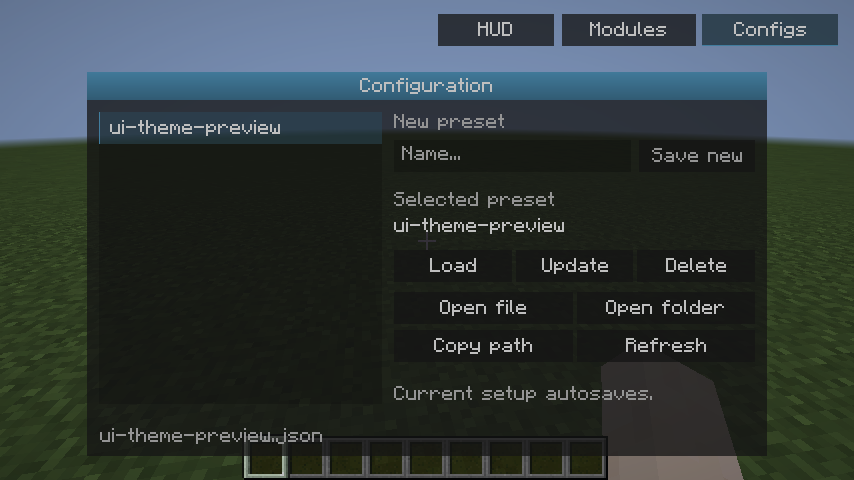 HUD Modules Configs
Configuration
ui-theme-preview
New preset
Name...
Save new
Selected preset
ui-theme-preview
Load Update Delete
Open file Open folder
Copy path Refresh
Current setup autosaves.
ui-theme-preview.json